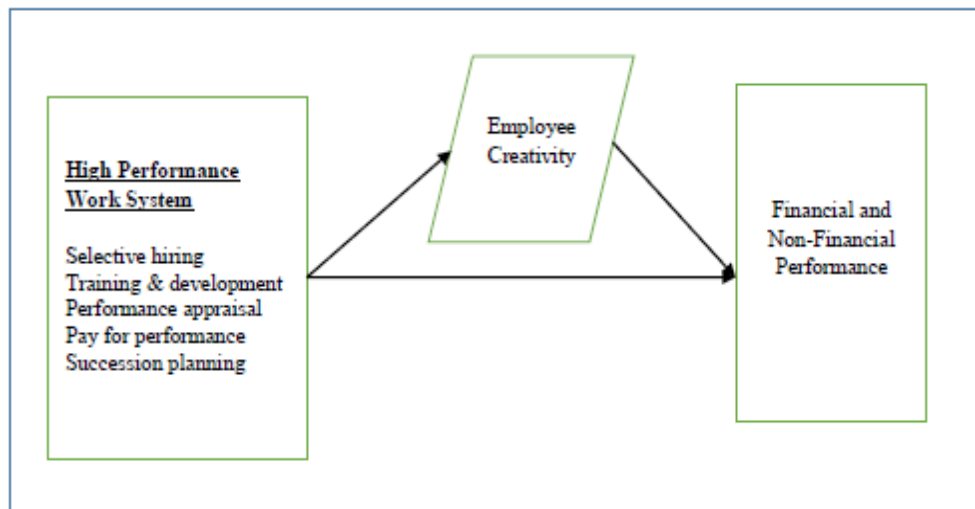 High Performance
Work System
Selective hiring
Training & development
Performance appraisal
Pay for performance
Succession planning
Employee
Creativity
Financial and
Non-Financial
Performance